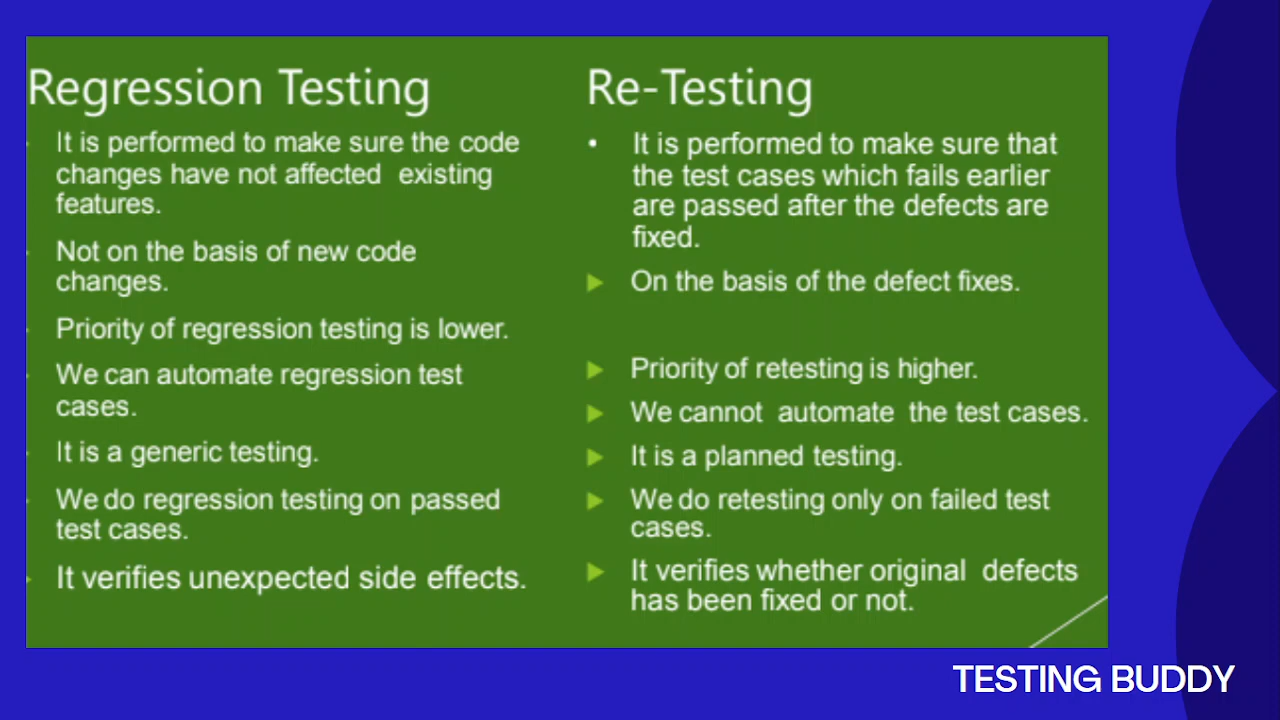 Regression Testing
It is performed to make sure the code
changes have not affected existing
features.
Not on the basis of new code
changes.
Priority of regression testing is lower.
We can automate regression test
cases.
It is a generic testing.
We do regression testing on passed
test cases.
It verifies unexpected side effects.
Re-Testing
It is performed to make sure that
the test cases which fails earlier
are passed after the defects are
fixed.
On the basis of the defect fixes.
Priority of retesting is higher.
We cannot automate the test cases.
It is a planned testing.
We do retesting only on failed test
cases.
It verifies whether original defects
has been fixed or not.
TESTING BUDDY